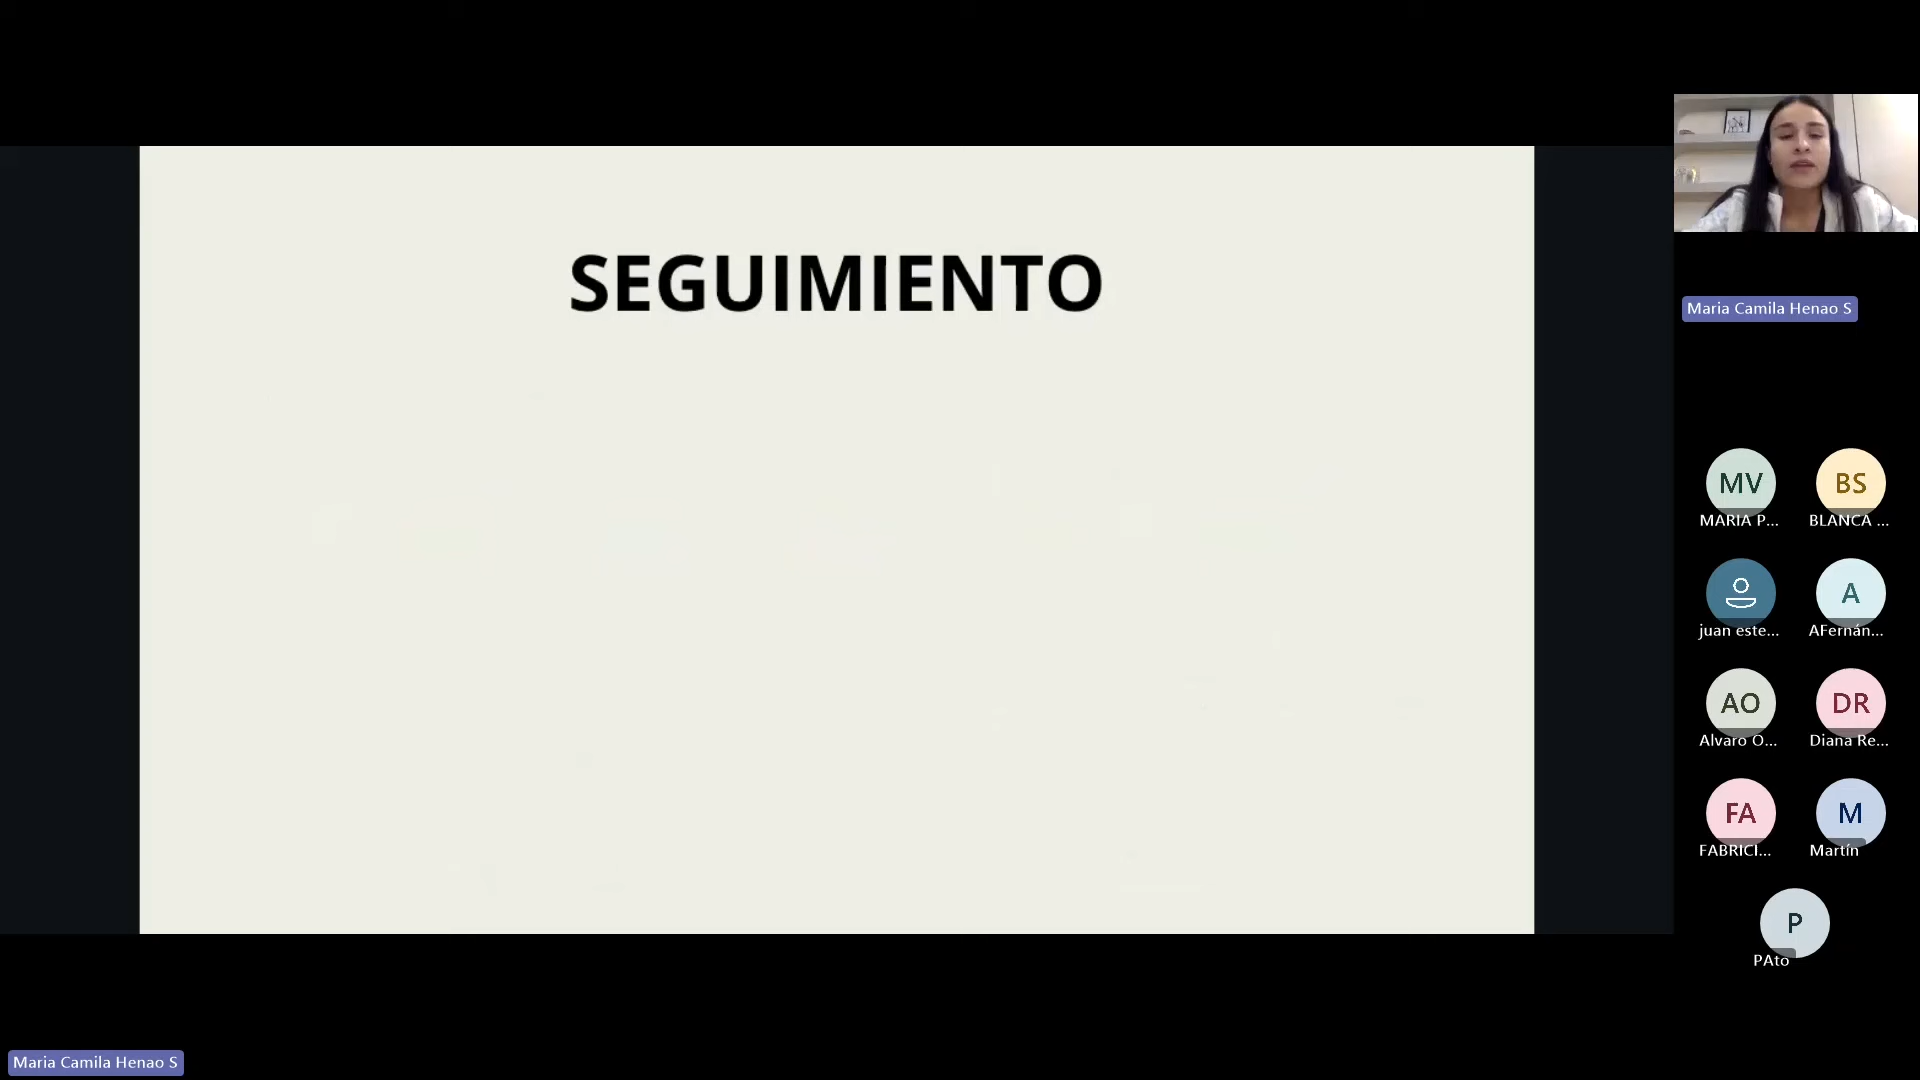 SEGUIMIENTO
Maria Camila Henao S
MV
MARIA P...
BS
BLANCA ...
juan este...
A
AFernán...
AO
Alvaro O...
DR
Diana Re...
FA
FABRICI...
M
Martín
P
PAto
Maria Camila Henao S